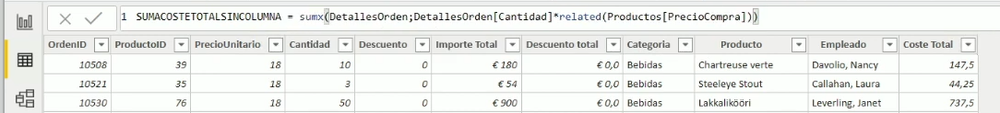 1 SUMACOSTETOTALSINCOLUMNA = sumx(DetallesOrden;DetallesOrden[Cantidad]*related(Productos[PrecioCompra]))
OrdenID ProductoID PrecioUnitario Cantidad Descuento Importe Total Descuento total Categoria Producto Empleado Coste Total
10508 39 18 10 0 € 180 € 0,0 Bebidas Chartreuse verte Davolio, Nancy 147,5
10521 35 18 3 0 € 54 € 0,0 Bebidas Steeleye Stout Callahan, Laura 44,25
10530 76 18 50 0 € 900 € 0,0 Bebidas Lakkalikööri Leverling, Janet 737,5